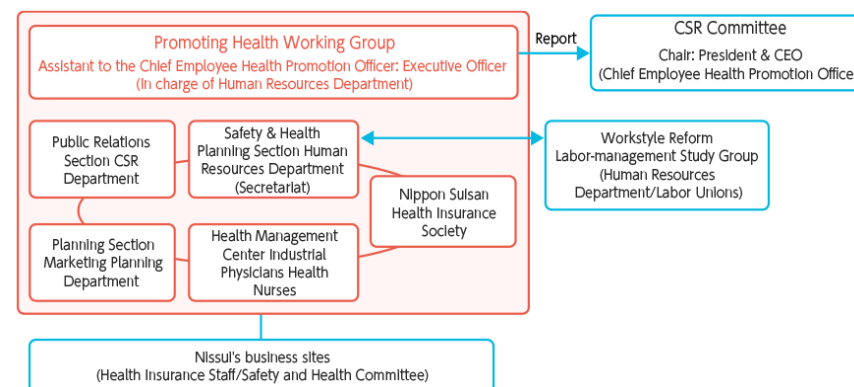 Promoting Health Working Group
Assistant to the Chief Employee Health Promotion Officer: Executive Officer
(In charge of Human Resources Department)
Report
CSR Committee
Chair: President & CEO
(Chief Employee Health Promotion Office
Public Relations
Section CSR
Department
Safety & Health
Planning Section Human
Resources Department
(Secretariat)
Workstyle Reform
Labor-management Study Group
(Human Resources
Department/Labor Unions)
Nippon Suisan
Health Insurance
Society
Planning Section
Marketing Planning
Department
Health Management
Center Industrial
Physicians Health
Nurses
Nissui's business sites
(Health Insurance Staff/Safety and Health Committee)